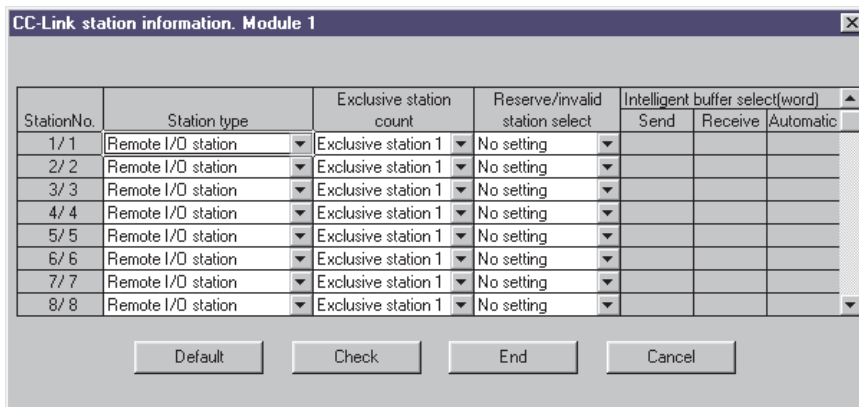 CC-Link station information. Module 1
Exclusive station Reserve/invalid Intelligent buffer select(word)
StationNo. Station type count station select Send Receive Automatic
1/ 1 Remote I/O station Exclusive station 1 No setting
2/ 2 Remote I/O station Exclusive station 1 No setting
3/ 3 Remote I/O station Exclusive station 1 No setting
4/ 4 Remote I/O station Exclusive station 1 No setting
5/ 5 Remote I/O station Exclusive station 1 No setting
6/ 6 Remote I/O station Exclusive station 1 No setting
7/ 7 Remote I/O station Exclusive station 1 No setting
8/ 8 Remote I/O station Exclusive station 1 No setting
Default Check End Cancel